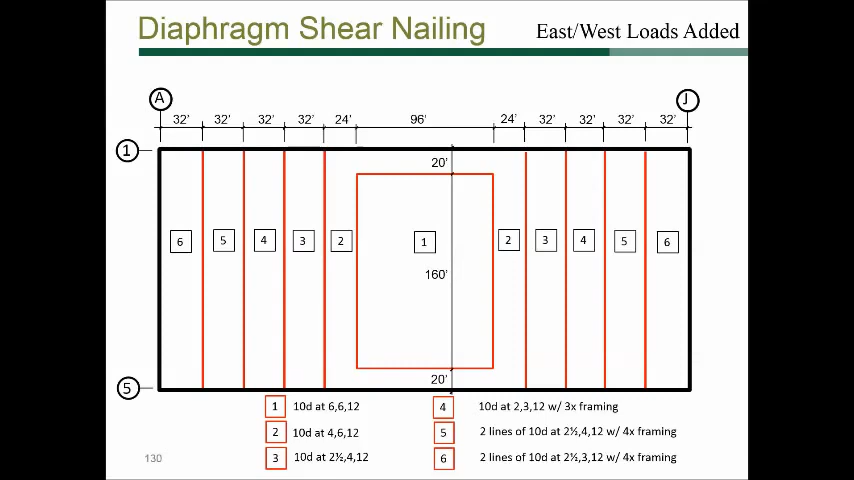 Diaphragm Shear Nailing
East/West Loads Added
A J
32' 32' 32' 32' 24' 96' 24' 32' 32' 32' 32'
1
20'
6 5 4 3 2 1 2 3 4 5 6
160'
20'
5
1 10d at 6,6,12
2 10d at 4,6,12
3 10d at 2½,4,12
4 10d at 2,3,12 w/ 3x framing
5 2 lines of 10d at 2½,4,12 w/ 4x framing
6 2 lines of 10d at 2½,3,12 w/ 4x framing
130